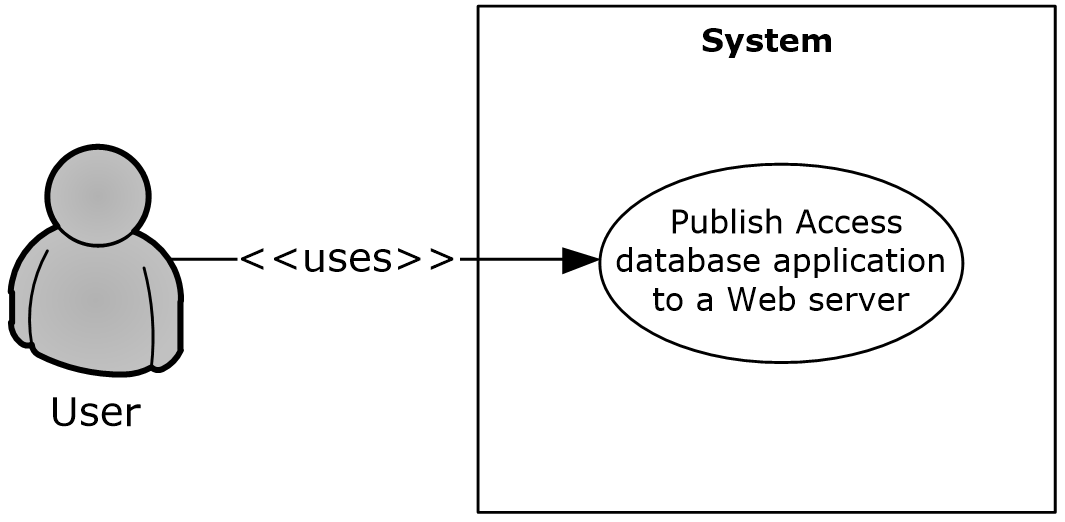 System
Publish Access
database application
to a Web server
<<uses>>
User